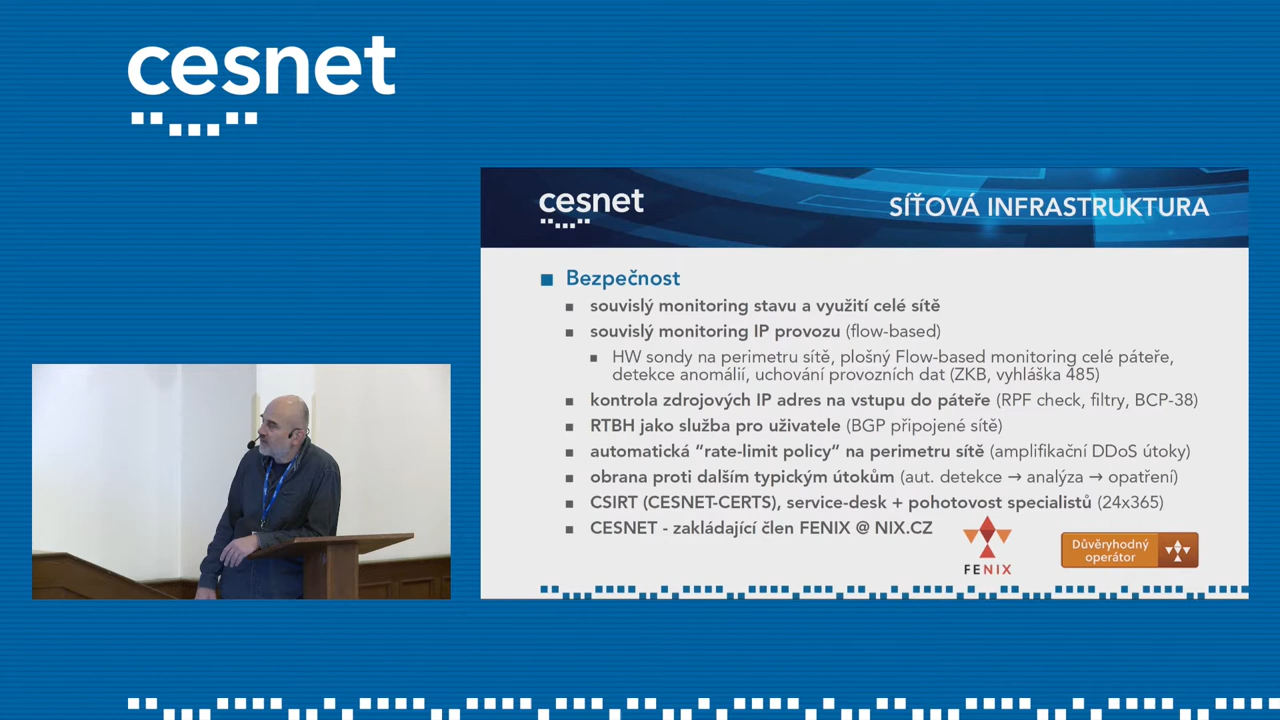 cesnet
cesnet
SÍŤOVÁ INFRASTRUKTURA
Bezpečnost
souvislý monitoring stavu a využití celé sítě
souvislý monitoring IP provozu (flow-based)
HW sondy na perimetru sítě, plošný Flow-based monitoring celé páteře,
detekce anomálií, uchování provozních dat (ZKB, vyhláška 485)
kontrola zdrojových IP adres na vstupu do páteře (RPF check, filtry, BCP-38)
RTBH jako služba pro uživatele (BGP připojené sítě)
automatická “rate-limit policy“ na perimetru sítě (amplifikační DDoS útoky)
obrana proti dalším typickým útokům (aut. detekce → analýza → opatření)
CSIRT (CESNET-CERTS), service-desk + pohotovost specialistů (24x365)
CESNET - zakládající člen FENIX @ NIX.CZ
FENIX
Důvěryhodný
operátor